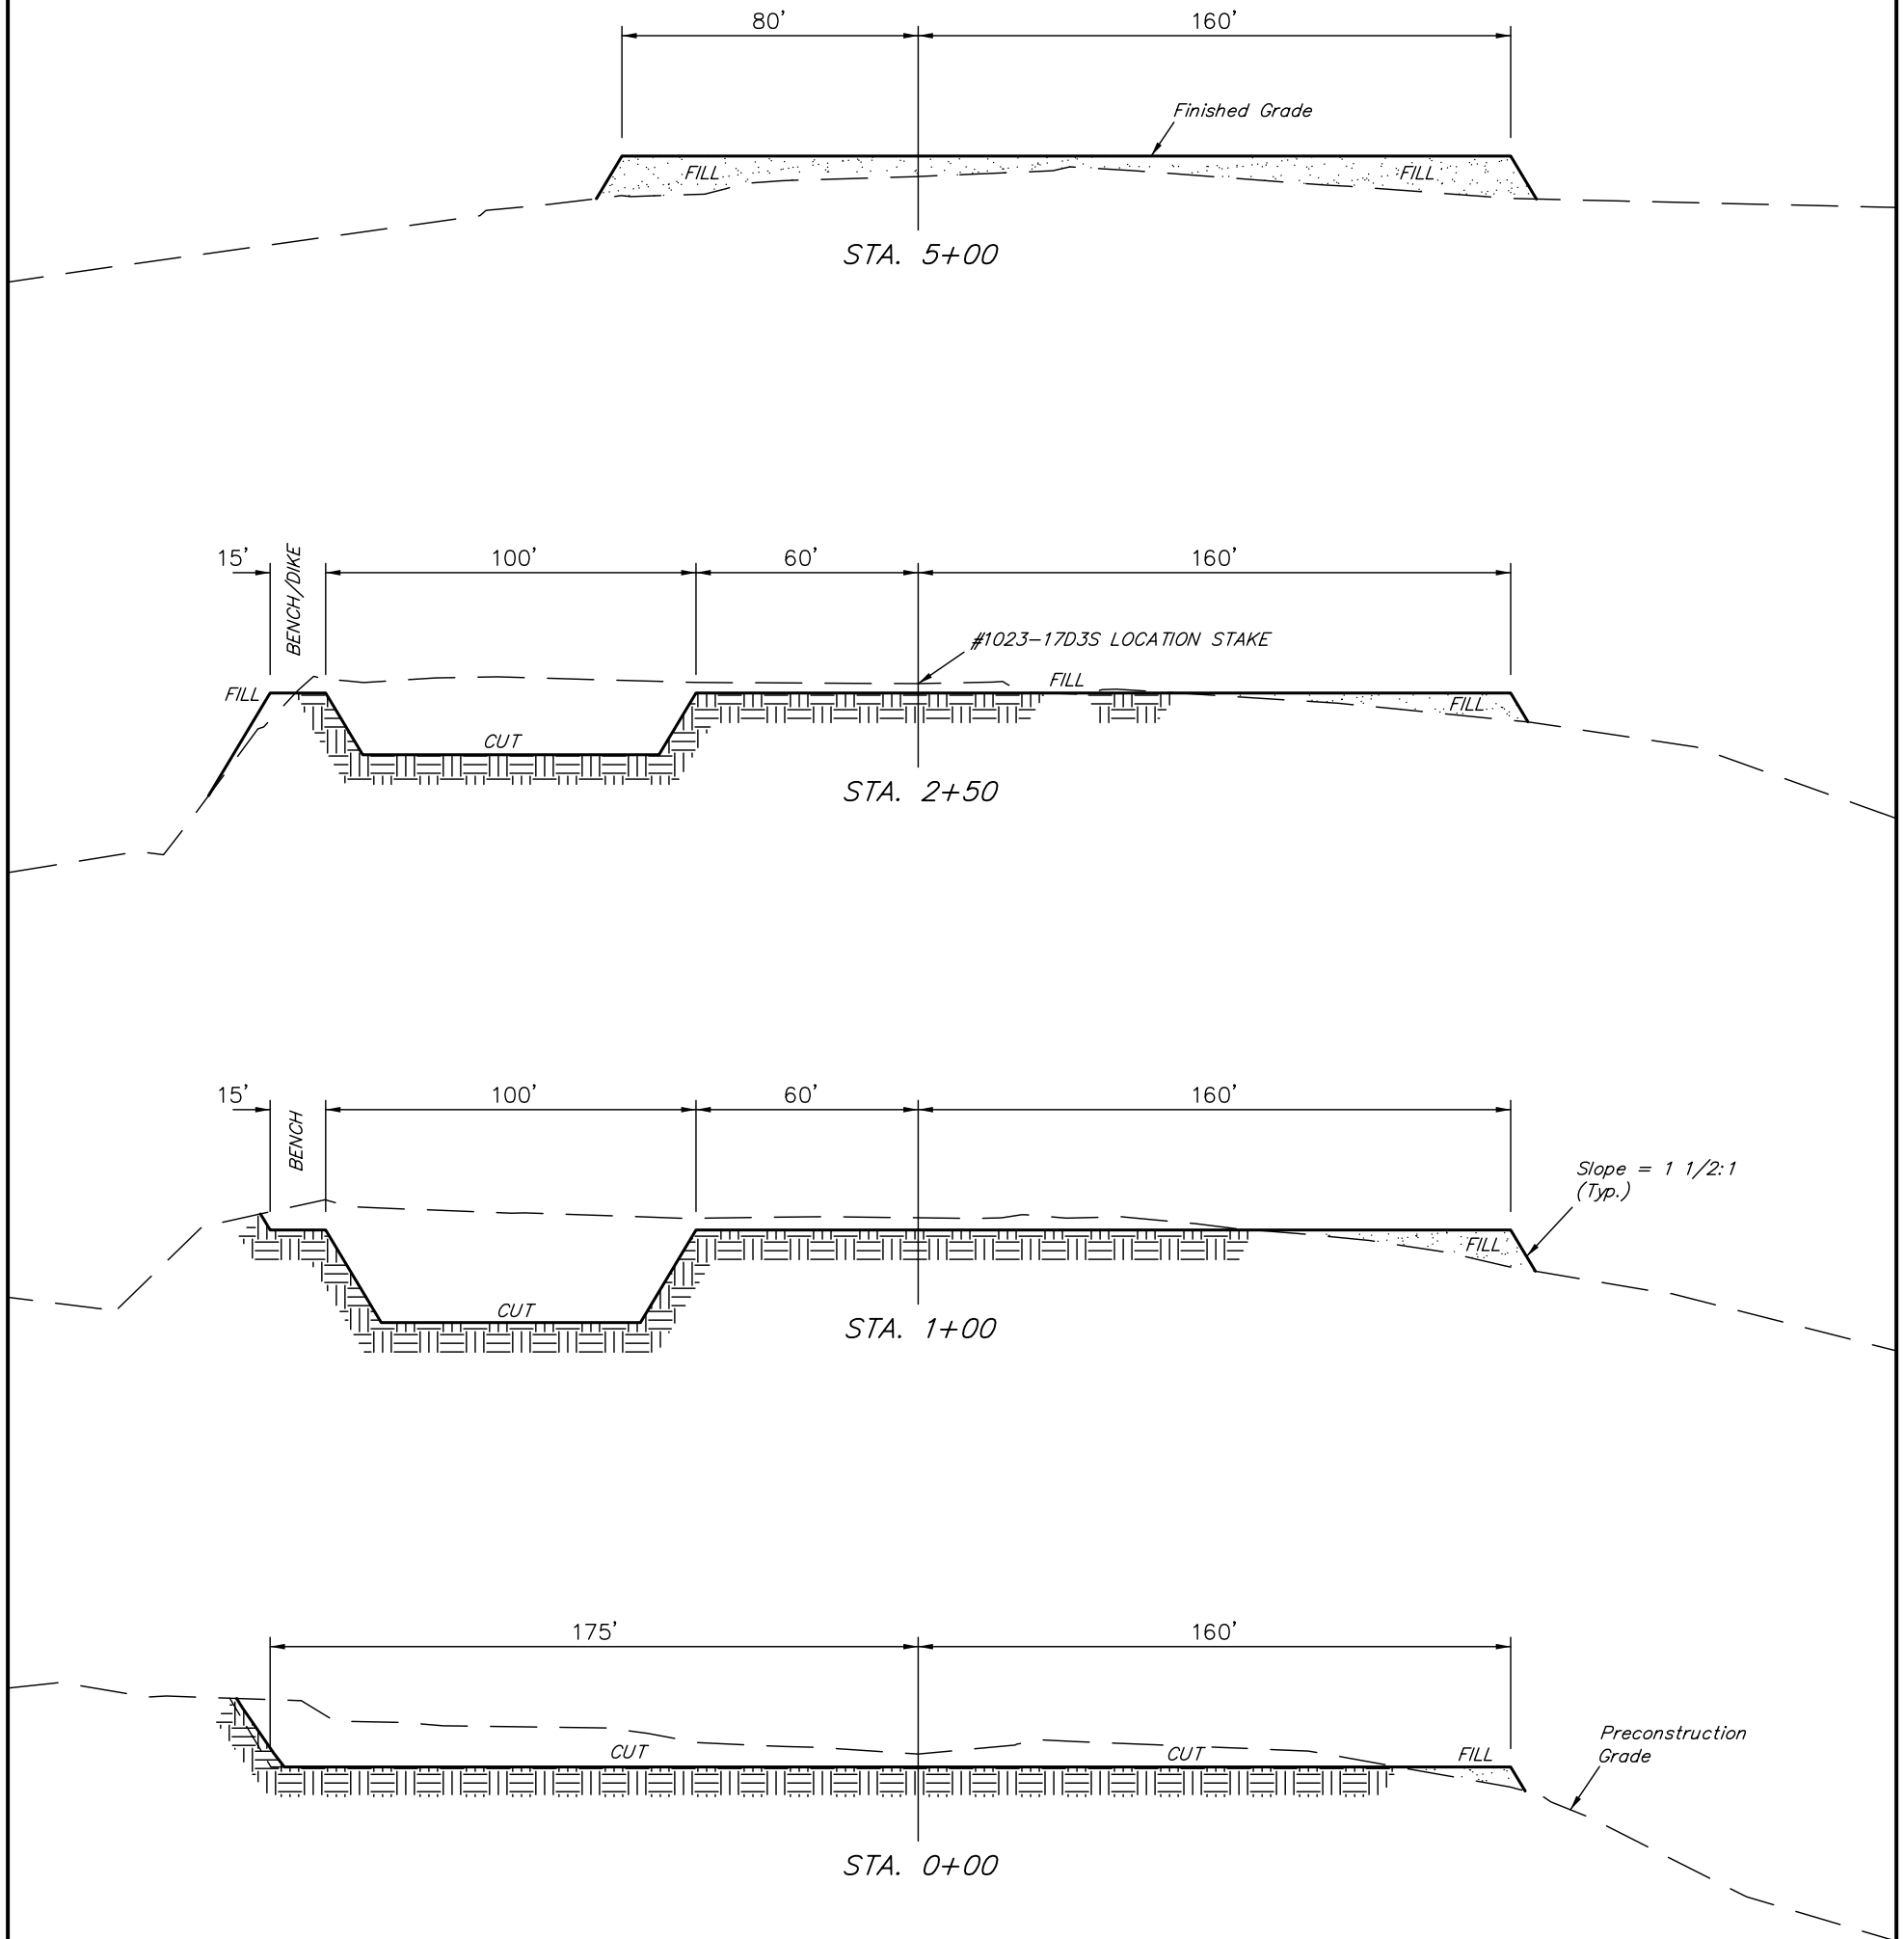 80' 160'
Finished Grade
FILL FILL
STA. 5+00
15' BENCH/DIKE 100' 60' 160'
#1023-17D3S LOCATION STAKE
FILL FILL
FILL
CUT
STA. 2+50
15' 100' 60' 160'
BENCH
Slope = 1 1/2:1
(Typ.)
FILL
CUT
STA. 1+00
175' 160'
Preconstruction
Grade
CUT CUT FILL
STA. 0+00